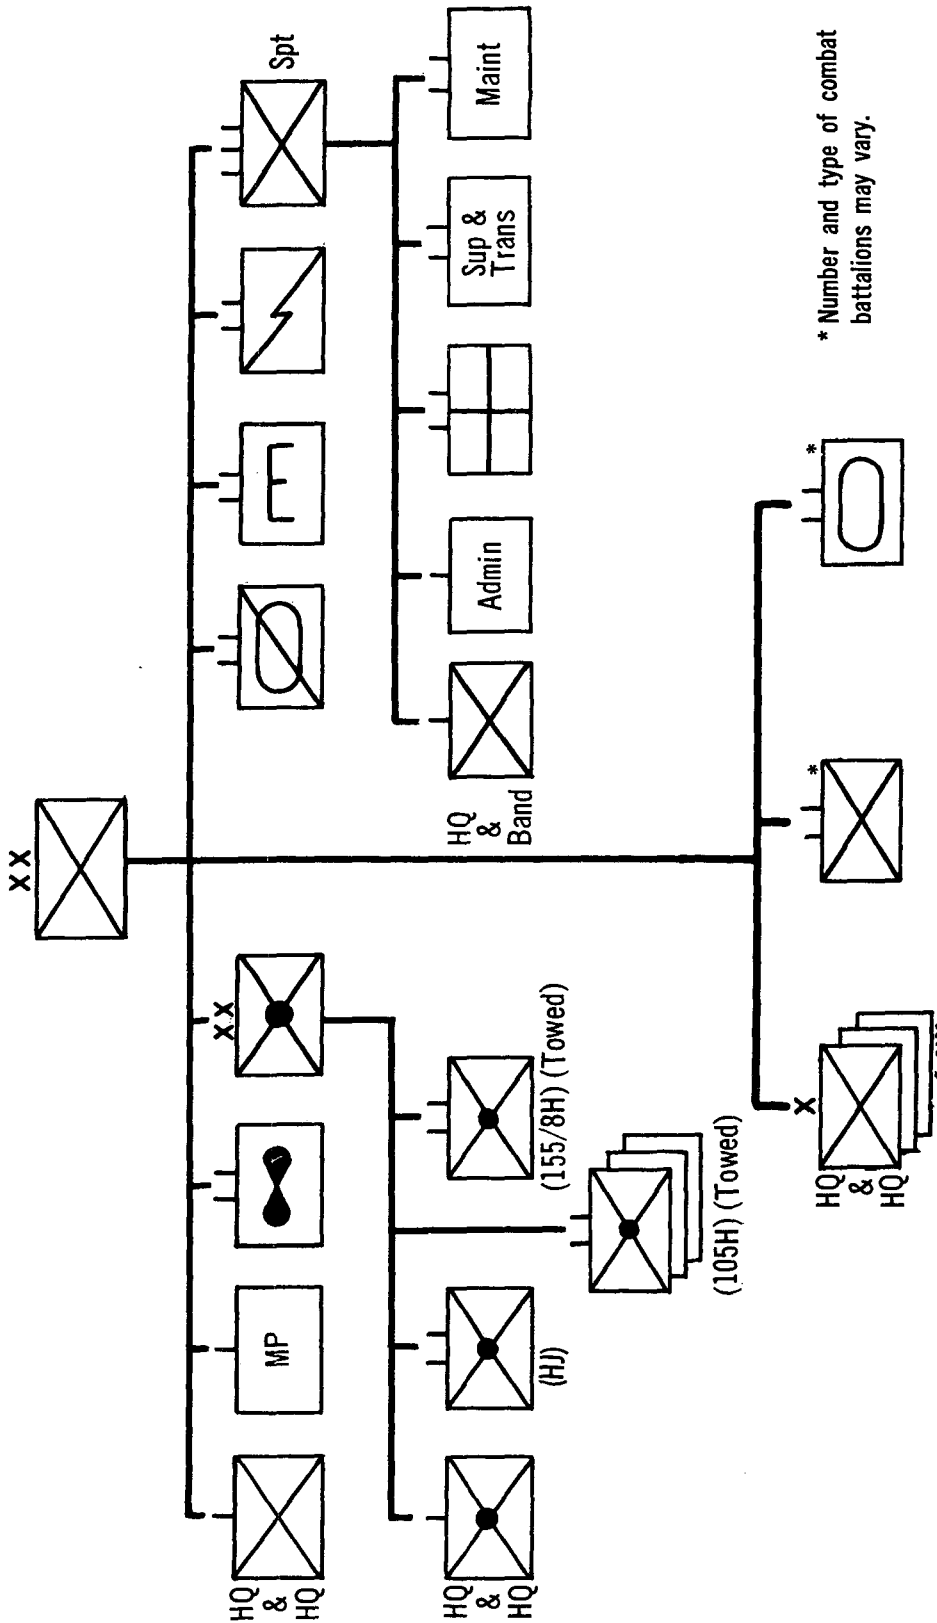 XX
HQ
&
HQ
MP
XX
Spt
HQ
&
HQ
(HJ)
(105H) (Towed)
(155/8H) (Towed)
HQ
&
Band
Admin
Sup &
Trans
Maint
X
HQ
&
HQ
*
*
* Number and type of combat
battalions may vary.